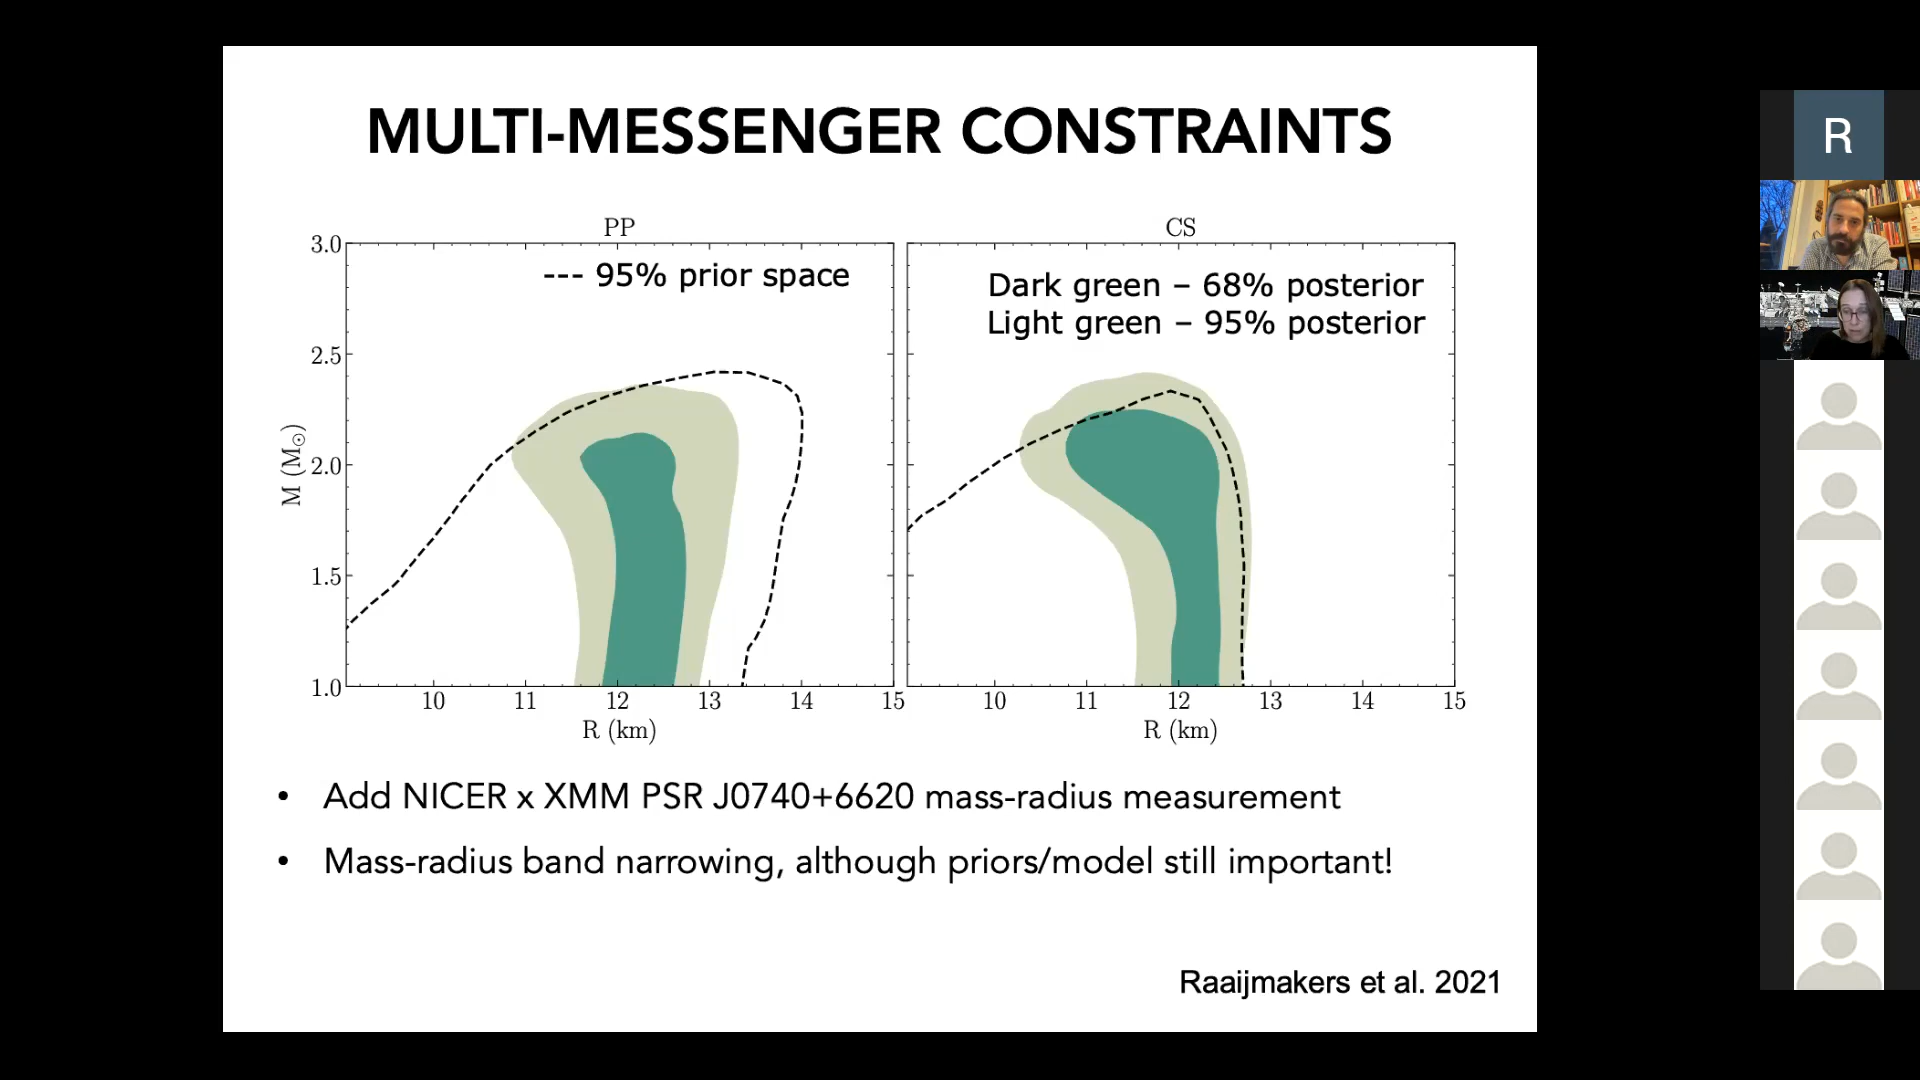 MULTI-MESSENGER CONSTRAINTS
PP
CS
--- 95% prior space
Dark green – 68% posterior
Light green – 95% posterior
3.0
2.5
2.0
1.5
1.0
M (M⊙)
10 11 12 13 14 15
10 11 12 13 14 15
R (km)
R (km)
• Add NICER x XMM PSR J0740+6620 mass-radius measurement
• Mass-radius band narrowing, although priors/model still important!
Raaijmakers et al. 2021
R